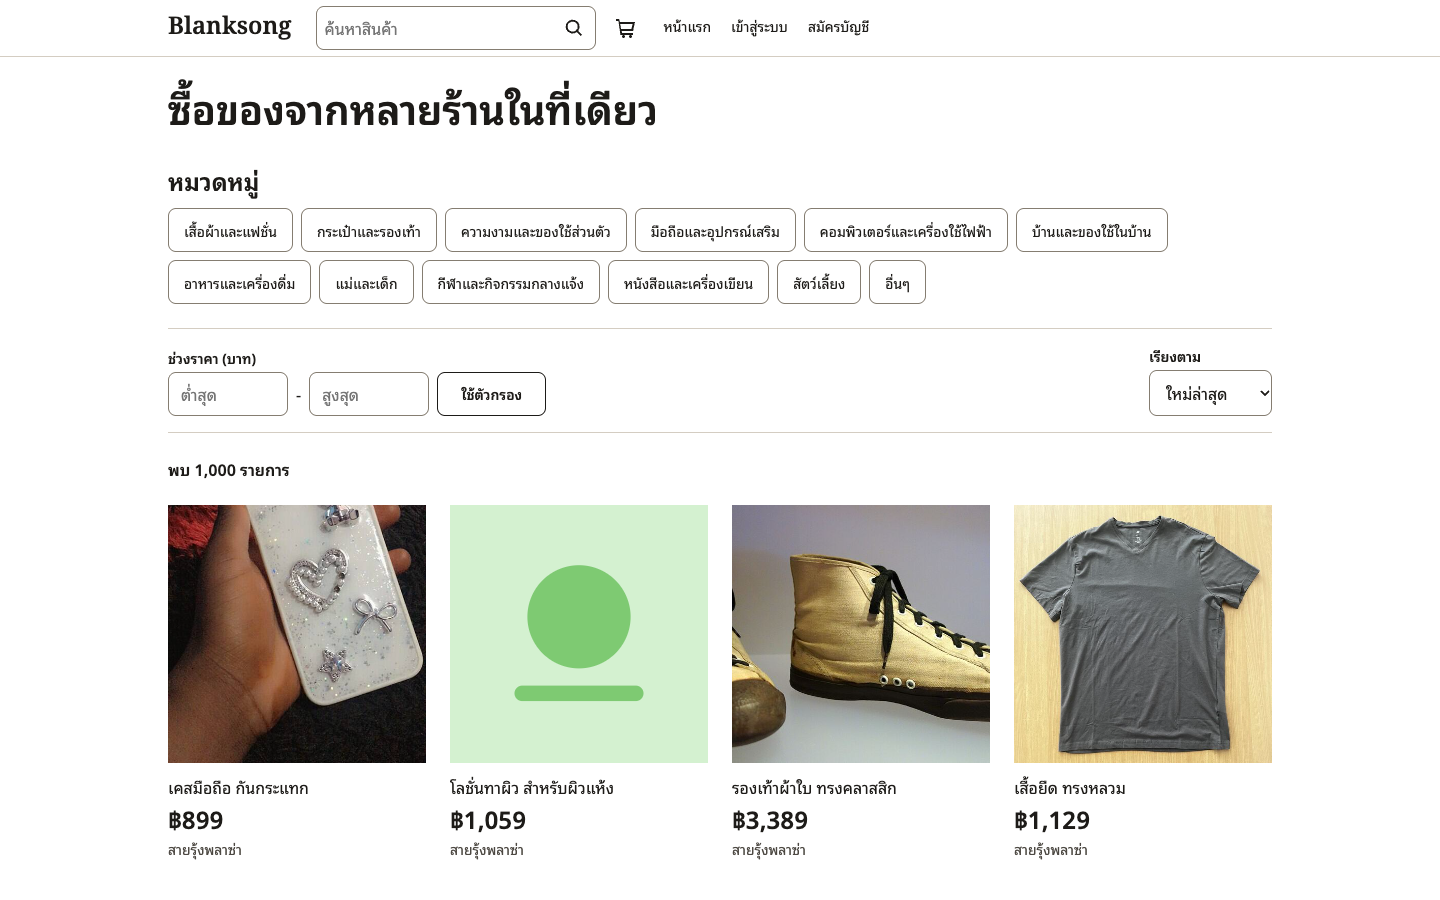 Blanksong
ค้นหาสินค้า
หน้าแรก
เข้าสู่ระบบ
สมัครบัญชี
ซื้อของจากหลายร้านในที่เดียว
หมวดหมู่
เสื้อผ้าและแฟชั่น
กระเป๋าและรองเท้า
ความงามและของใช้ส่วนตัว
มือถือและอุปกรณ์เสริม
คอมพิวเตอร์และเครื่องใช้ไฟฟ้า
บ้านและของใช้ในบ้าน
อาหารและเครื่องดื่ม
แม่และเด็ก
กีฬาและกิจกรรมกลางแจ้ง
หนังสือและเครื่องเขียน
สัตว์เลี้ยง
อื่นๆ
ช่วงราคา (บาท)
ต่ำสุด
-
สูงสุด
ใช้ตัวกรอง
เรียงตาม
ใหม่ล่าสุด
พบ 1,000 รายการ
เคสมือถือ กันกระแทก
฿899
สายรุ้งพลาซ่า
โลชั่นทาผิว สำหรับผิวแห้ง
฿1,059
สายรุ้งพลาซ่า
รองเท้าผ้าใบ ทรงคลาสสิก
฿3,389
สายรุ้งพลาซ่า
เสื้อยืด ทรงหลวม
฿1,129
สายรุ้งพลาซ่า